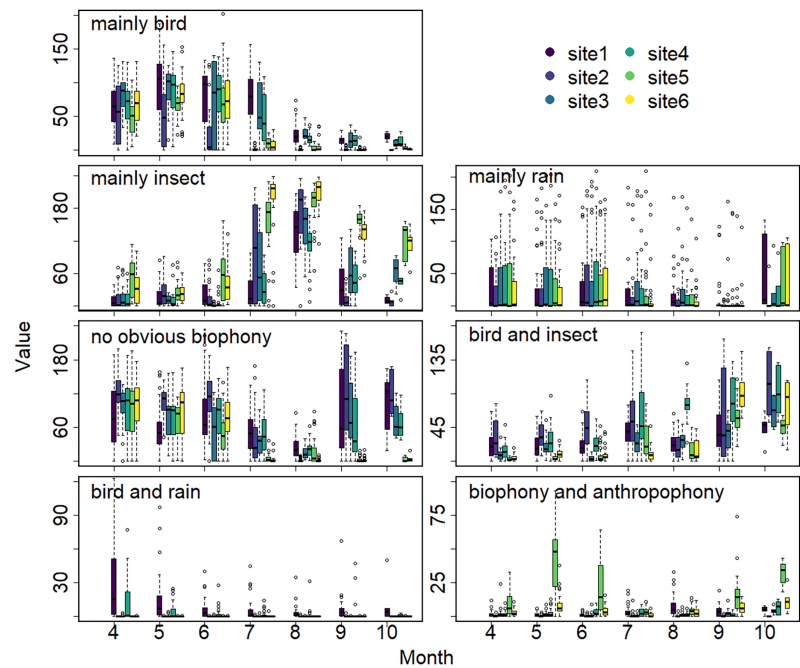 mainly bird
150
50
site1 site4
site2 site5
site3 site6
mainly insect
180
60
mainly rain
150
50
Value
no obvious biophony
180
60
bird and insect
135
45
bird and rain
90
30
biophony and anthropophony
75
25
4 5 6 7 8 9 10
4 5 6 7 8 9 10
Month